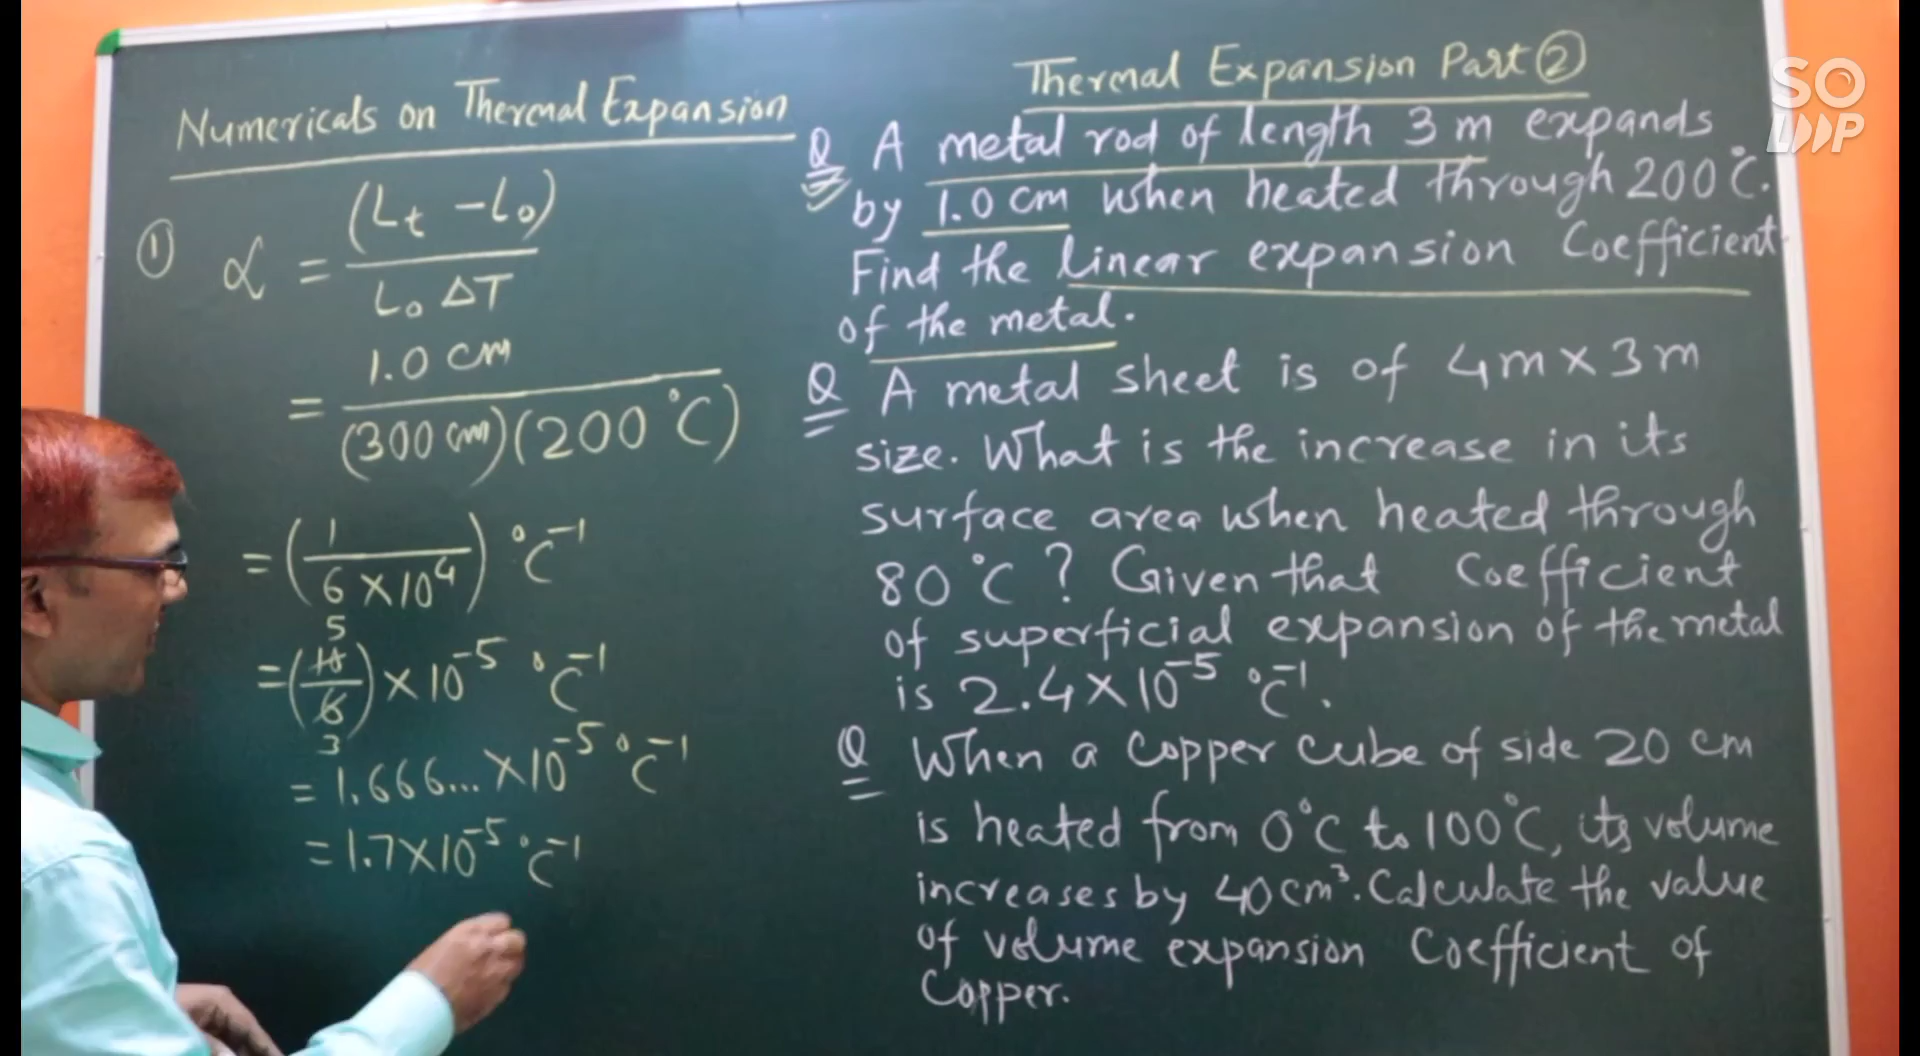 Numericals on Thermal Expansion
① α = (Lt - L0) / L0 ΔT
= 1.0 cm / (300 cm)(200 °C)
= (1 / 6 × 10⁴) °C⁻¹
5
= (10 / 6) × 10⁻⁵ °C⁻¹
3
= 1.666... × 10⁻⁵ °C⁻¹
= 1.7 × 10⁻⁵ °C⁻¹
Thermal Expansion Part ②
Q A metal rod of length 3 m expands
by 1.0 cm when heated through 200°C.
Find the linear expansion Coefficient
of the metal.
Q A metal sheet is of 4m × 3m
size. What is the increase in its
surface area when heated through
80°C? Given that Coefficient
of superficial expansion of the metal
is 2.4 × 10⁻⁵ °C⁻¹.
Q When a Copper cube of side 20 cm
is heated from 0°C to 100°C, its volume
increases by 40 cm³. Calculate the value
of volume expansion Coefficient of
Copper.
SO
LOOP